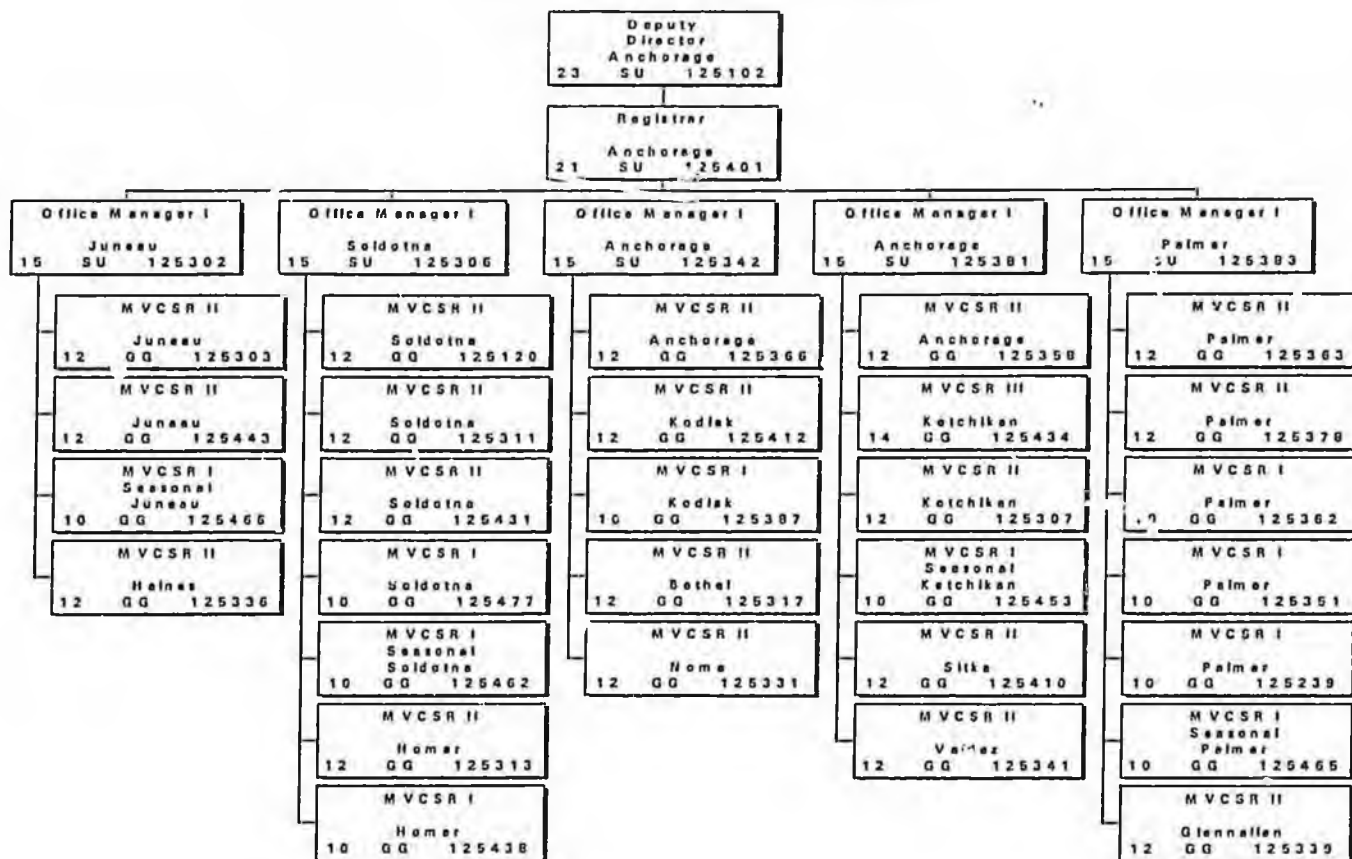 Deputy
Director
Anchorage
23 SU 125102
Registrar
Anchorage
21 SU 125401
Office Manager I
Juneau
15 SU 125302
MVCSR II
Juneau
12 GG 125303
MVCSR II
Juneau
12 GG 125443
MVCSR I
Seasonal
Juneau
10 GG 125466
MVCSR II
Haines
12 GG 125336
Office Manager I
Soldotna
15 SU 125306
MVCSR II
Soldotna
12 GG 125120
MVCSR II
Soldotna
12 GG 125311
MVCSR II
Soldotna
12 GG 125431
MVCSR I
Soldotna
10 GG 125477
MVCSR I
Seasonal
Soldotna
10 GG 125462
MVCSR II
Homer
12 GG 125313
MVCSR I
Homer
10 GG 125438
Office Manager I
Anchorage
15 SU 125342
MVCSR II
Anchorage
12 GG 125366
MVCSR II
Kodiak
12 GG 125412
MVCSR I
Kodiak
10 GG 125387
MVCSR II
Bethel
12 GG 125317
MVCSR II
Nome
12 GG 125331
Office Manager I
Anchorage
15 SU 125381
MVCSR II
Anchorage
12 GG 125358
MVCSR III
Ketchikan
14 GG 125434
MVCSR II
Ketchikan
12 GG 125307
MVCSR I
Seasonal
Ketchikan
10 GG 125453
MVCSR II
Sitka
12 GG 125410
MVCSR II
Valdez
12 GG 125341
Office Manager I
Palmer
15 SU 125383
MVCSR II
Palmer
12 GG 125363
MVCSR II
Palmer
12 GG 125378
MVCSR I
Palmer
GG 125362
MVCSR I
Palmer
10 GG 125351
MVCSR I
Palmer
10 GG 125239
MVCSR I
Seasonal
Palmer
10 GG 125465
MVCSR II
Glennallen
12 GG 125339